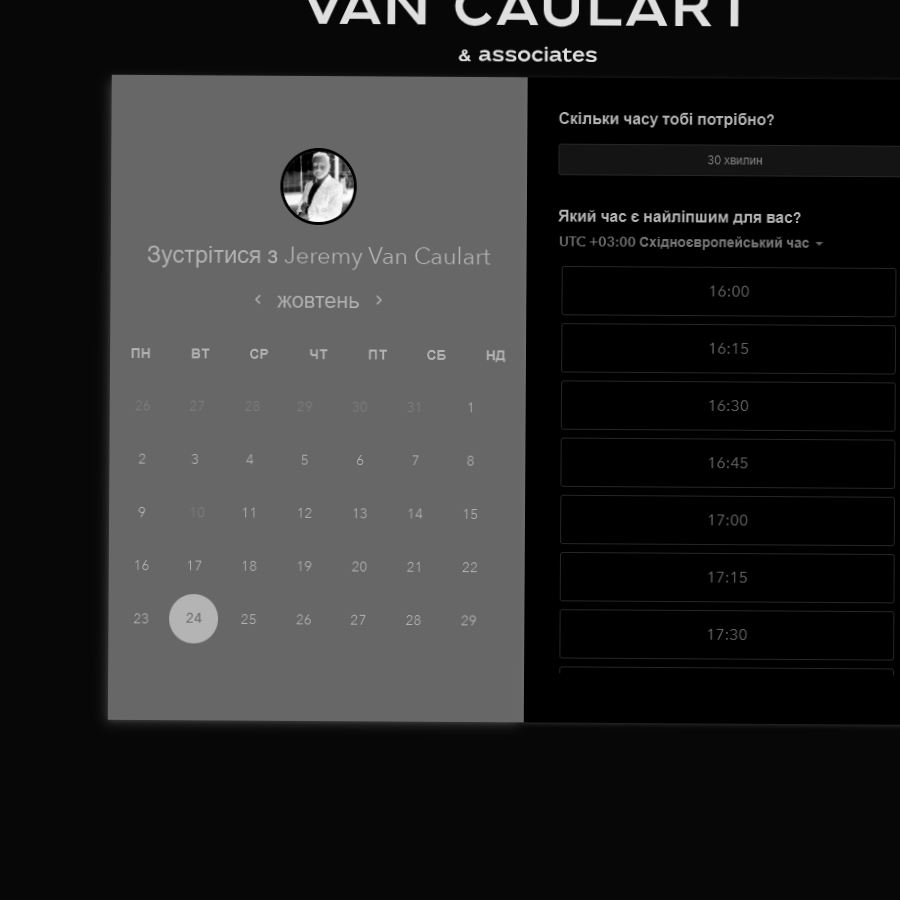 VAN CAULART
& associates
Зустрітися з Jeremy Van Caulart
жовтень
ПН ВТ СР ЧТ ПТ СБ НД
26 27 28 29 30 31 1
2 3 4 5 6 7 8
9 10 11 12 13 14 15
16 17 18 19 20 21 22
23 24 25 26 27 28 29
Скільки часу тобі потрібно?
30 хвилин
Який час є найліпшим для вас?
UTC +03:00 Східноєвропейський час
16:00
16:15
16:30
16:45
17:00
17:15
17:30